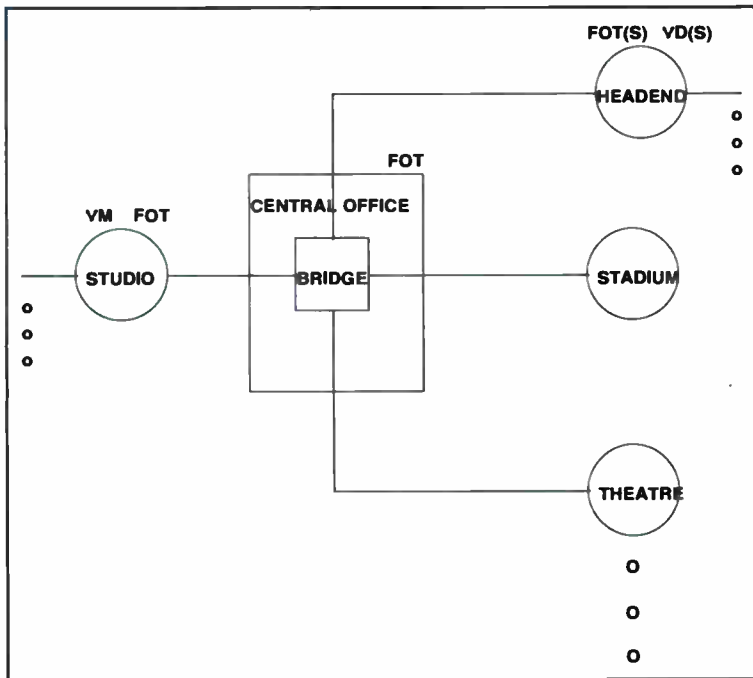 FOT(S) VD(S)
HEADEND
FOT
CENTRAL OFFICE
VM FOT
STUDIO
BRIDGE
STADIUM
THEATRE